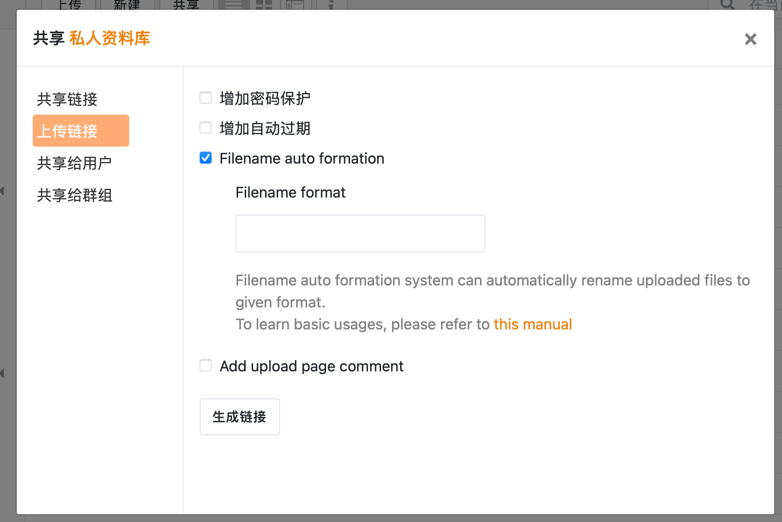 上传
新建
共享
共享 私人资料库
×
共享链接
上传链接
共享给用户
共享给群组
增加密码保护
增加自动过期
Filename auto formation
Filename format
Filename auto formation system can automatically rename uploaded files to
given format.
To learn basic usages, please refer to this manual
Add upload page comment
生成链接